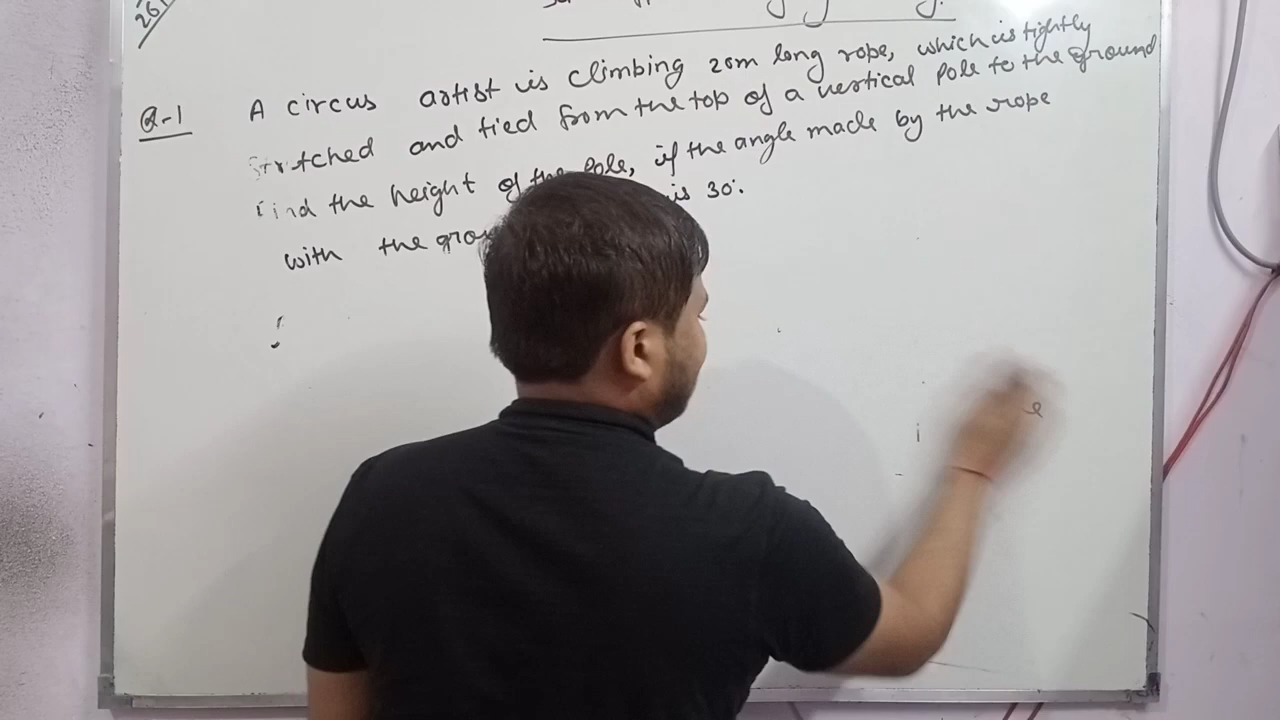 261
Q-1 A circus artist is climbing 20m long rope, which is tightly
stretched and tied from the top of a vertical pole to the ground
Find the height of the pole, if the angle made by the rope
with the is 30°.